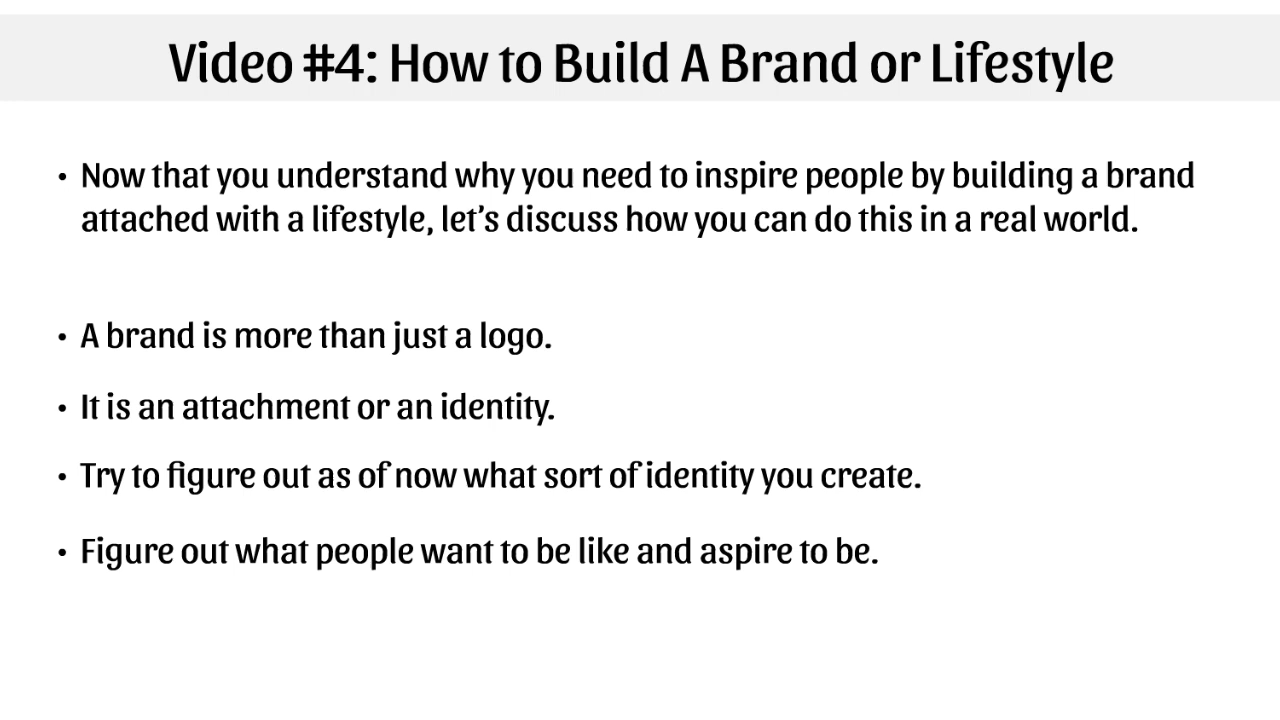 Video #4: How to Build A Brand or Lifestyle
• Now that you understand why you need to inspire people by building a brand
attached with a lifestyle, let’s discuss how you can do this in a real world.
• A brand is more than just a logo.
• It is an attachment or an identity.
• Try to figure out as of now what sort of identity you create.
• Figure out what people want to be like and aspire to be.